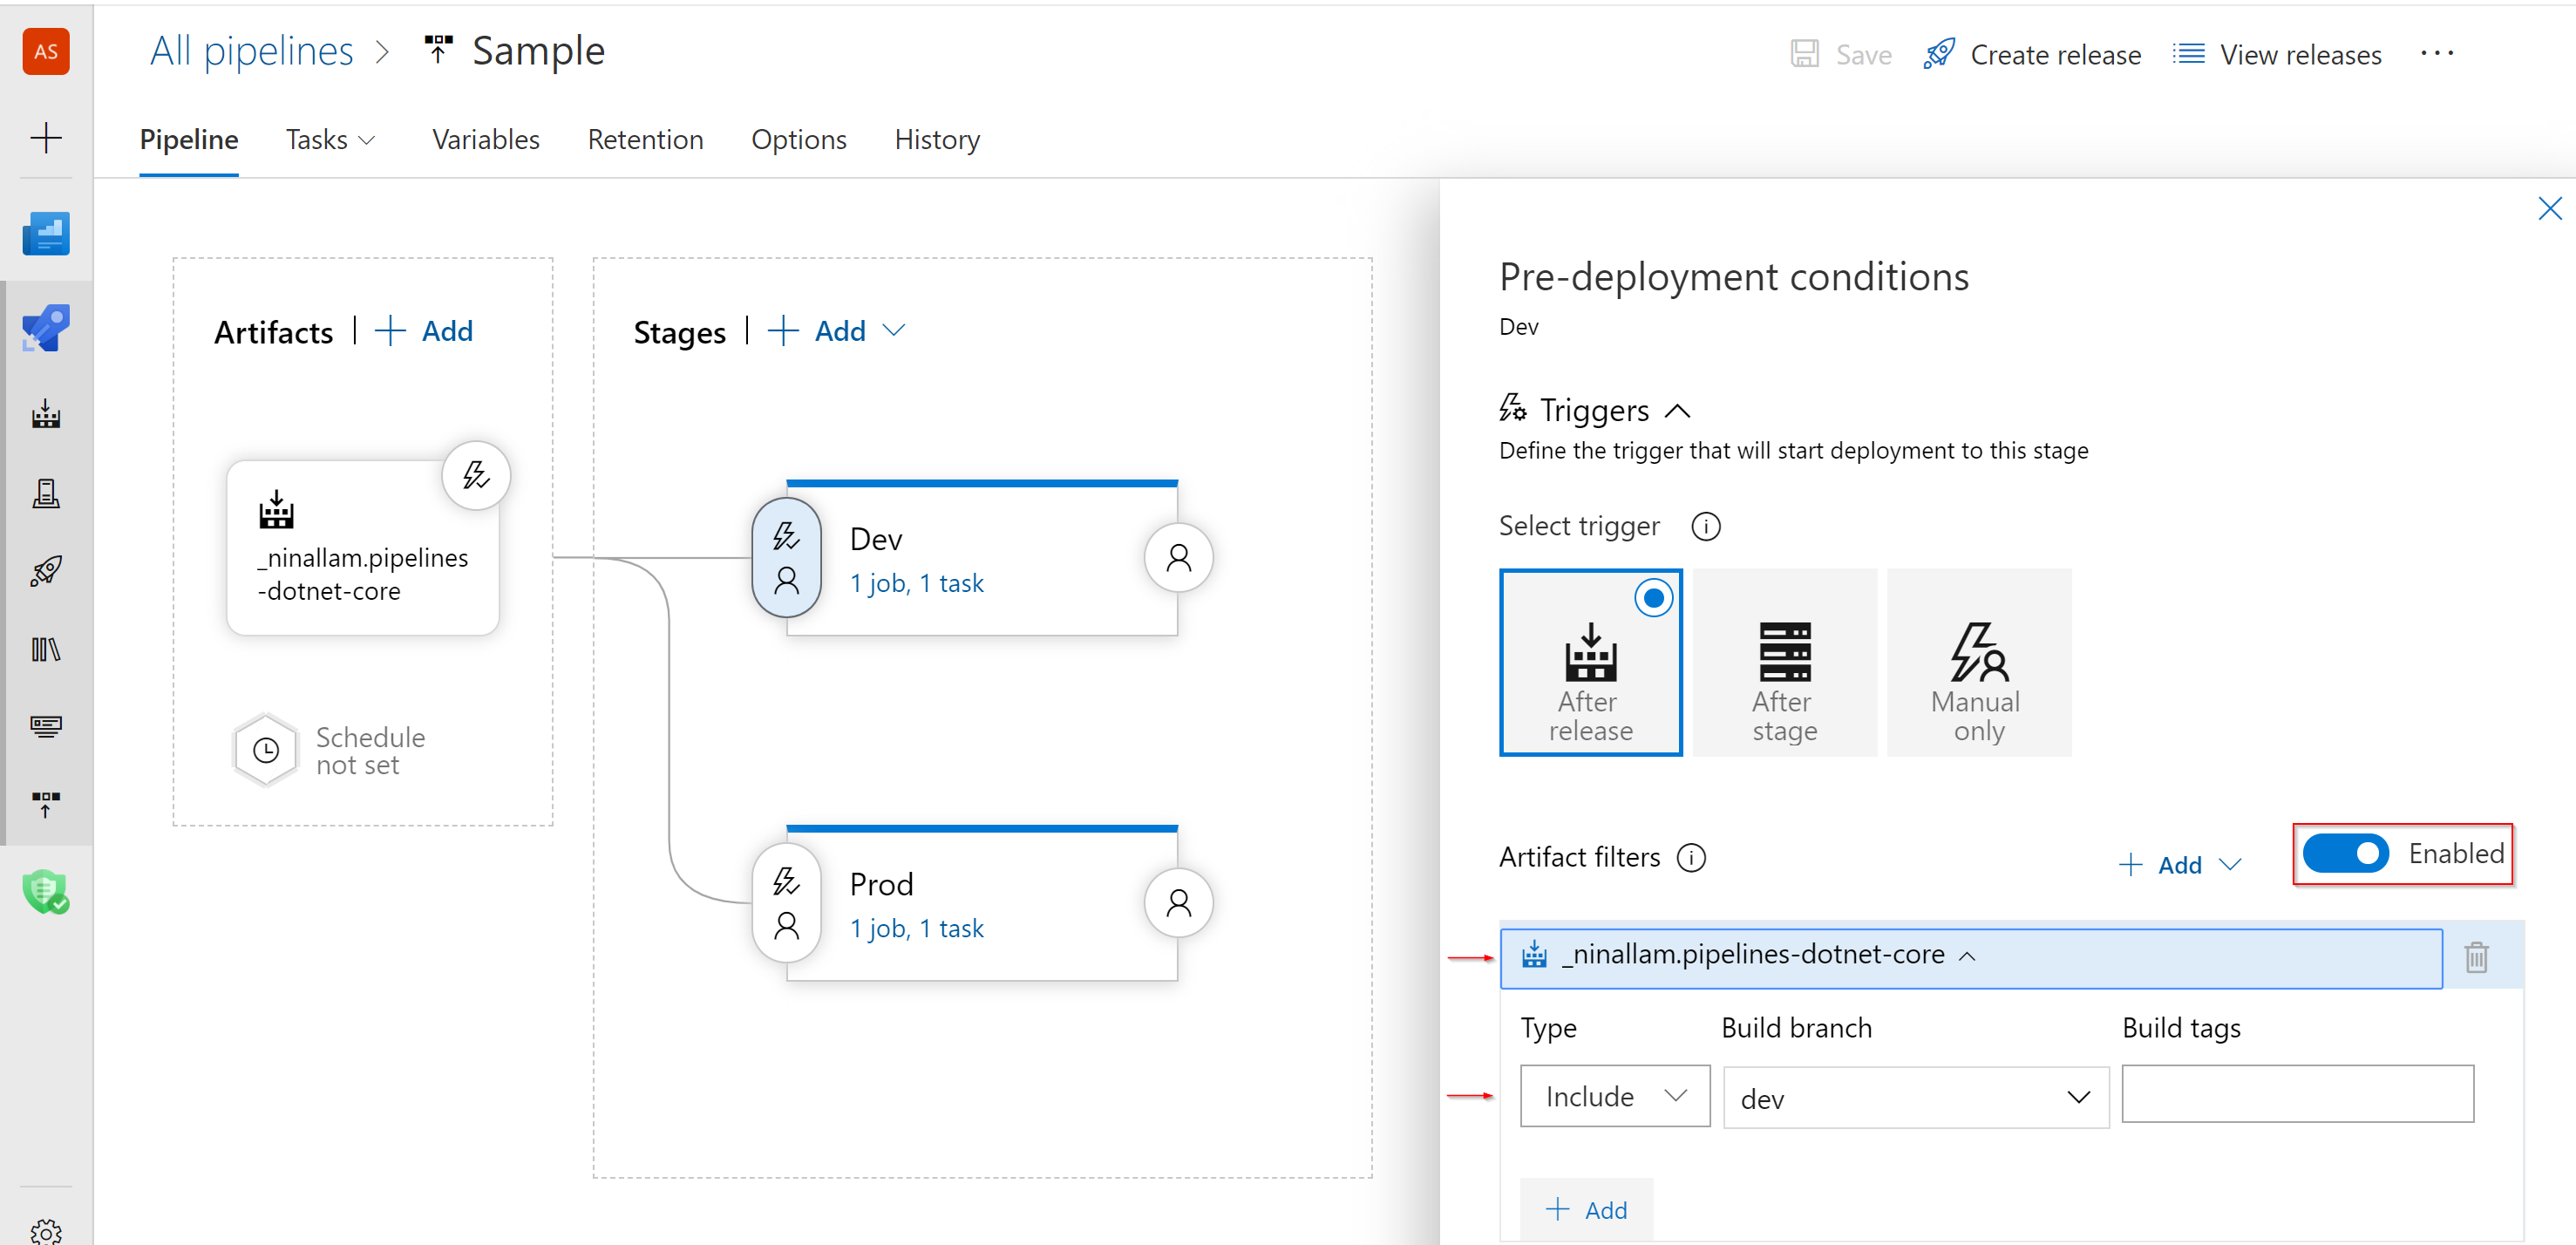 AS
All pipelines
Sample
Save
Create release
View releases
Pipeline
Tasks
Variables
Retention
Options
History
Artifacts
Add
_ninallam.pipelines
-dotnet-core
Schedule
not set
Stages
Add
Dev
1 job, 1 task
Prod
1 job, 1 task
Pre-deployment conditions
Dev
Triggers
Define the trigger that will start deployment to this stage
Select trigger
After
release
After
stage
Manual
only
Artifact filters
Add
Enabled
_ninallam.pipelines-dotnet-core
Type
Build branch
Build tags
Include
dev
Add